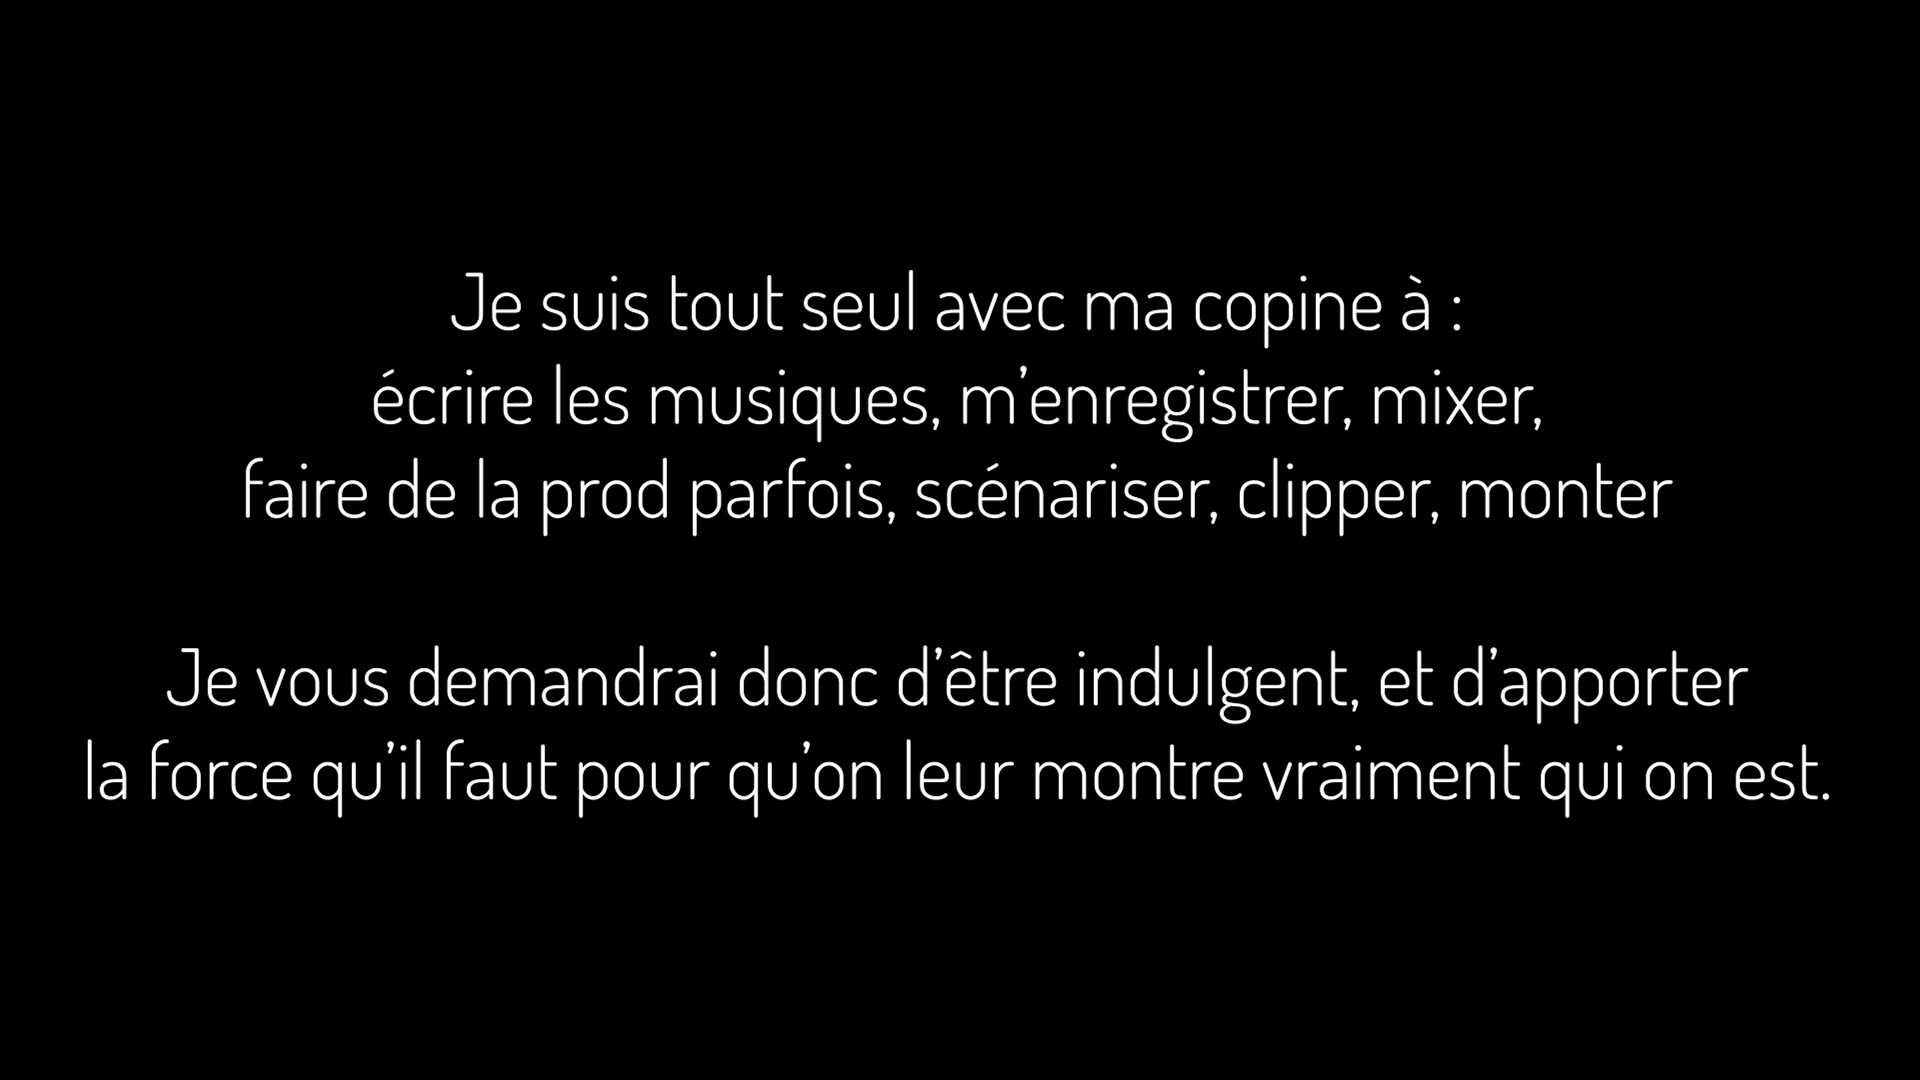 Je suis tout seul avec ma copine à :
écrire les musiques, m’enregistrer, mixer,
faire de la prod parfois, scénariser, clipper, monter
Je vous demandrai donc d’être indulgent, et d’apporter
la force qu’il faut pour qu’on leur montre vraiment qui on est.